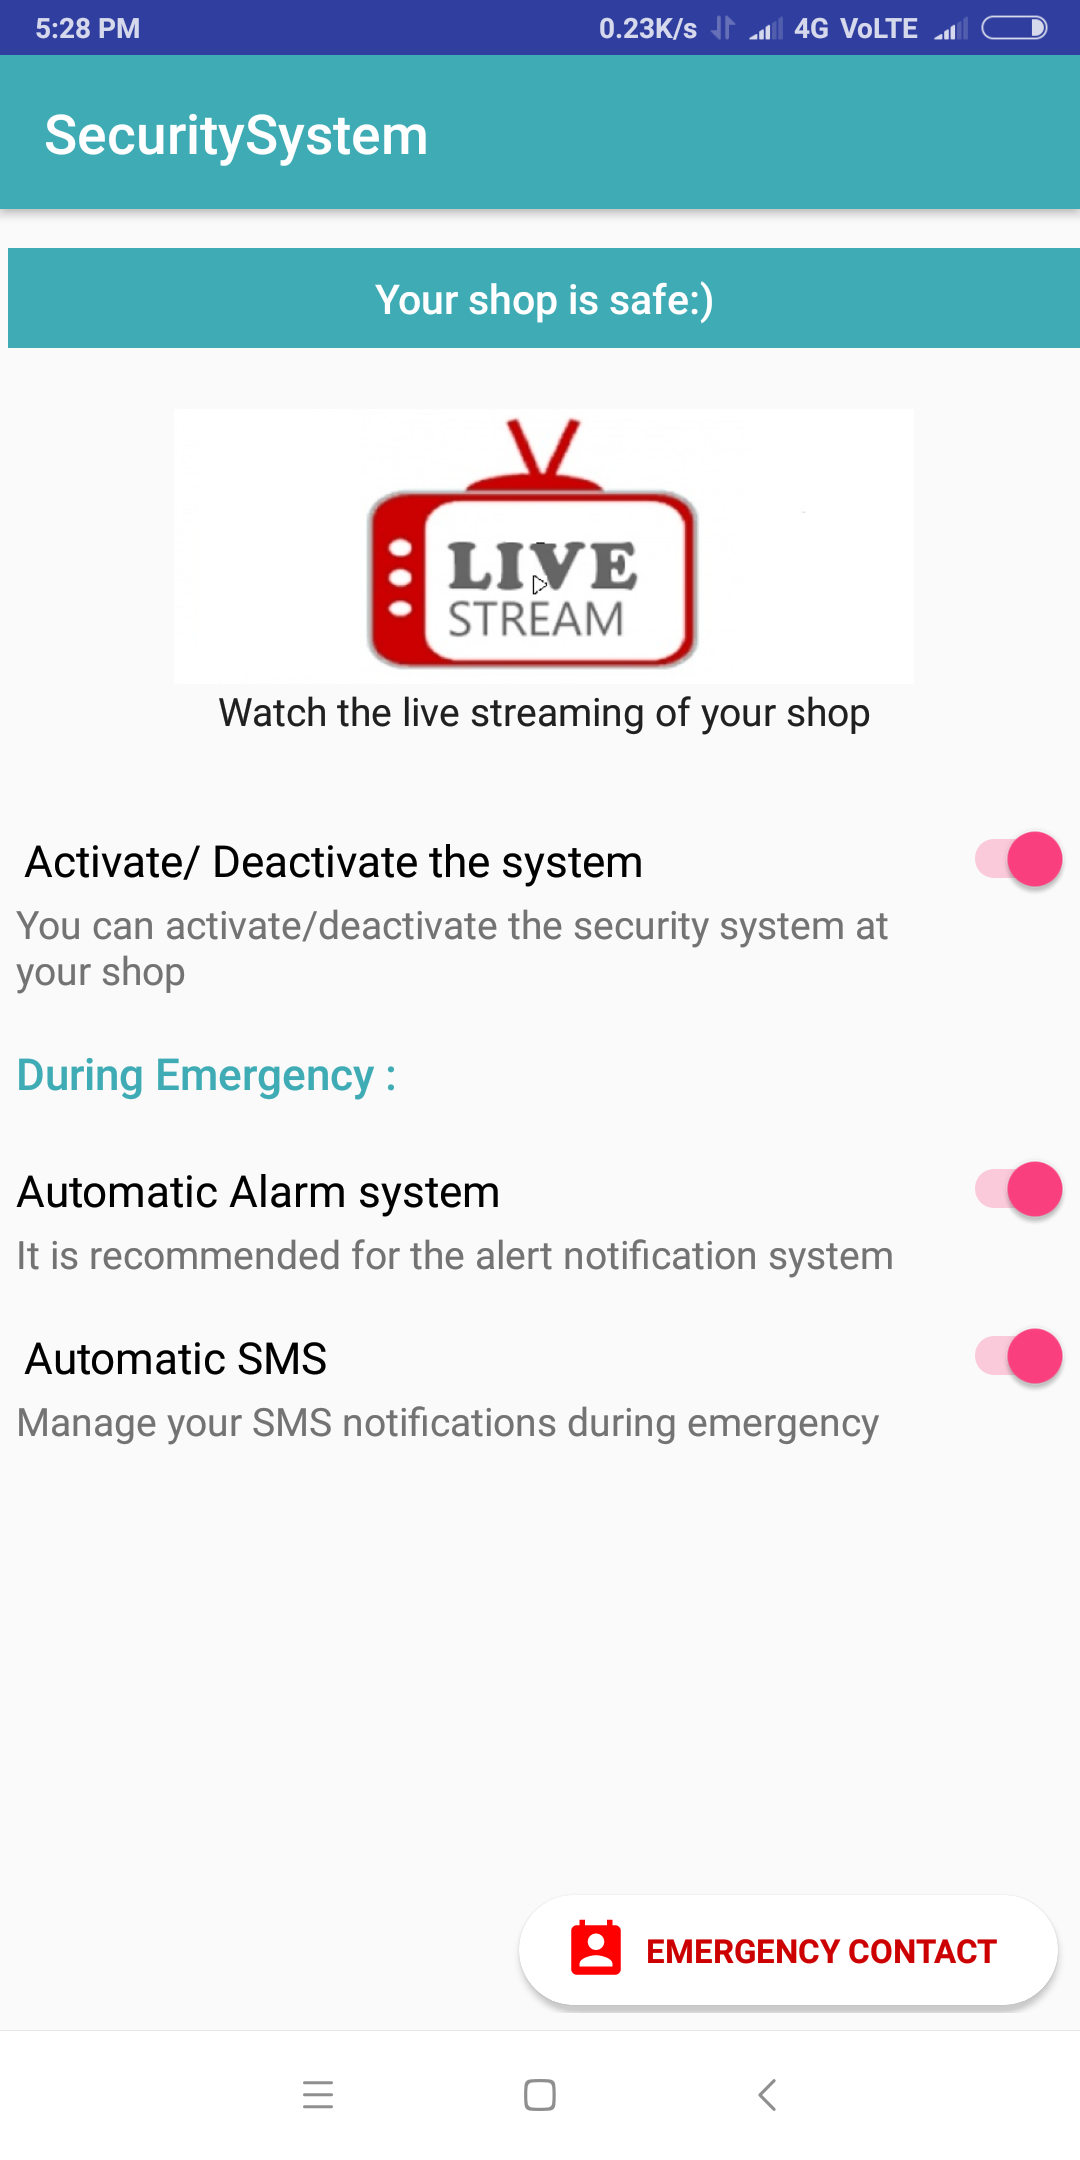 5:28 PM 0.23K/s 4G VoLTE
SecuritySystem
Your shop is safe:)
LIVE
STREAM
Watch the live streaming of your shop
Activate/ Deactivate the system
You can activate/deactivate the security system at
your shop
During Emergency :
Automatic Alarm system
It is recommended for the alert notification system
Automatic SMS
Manage your SMS notifications during emergency
EMERGENCY CONTACT